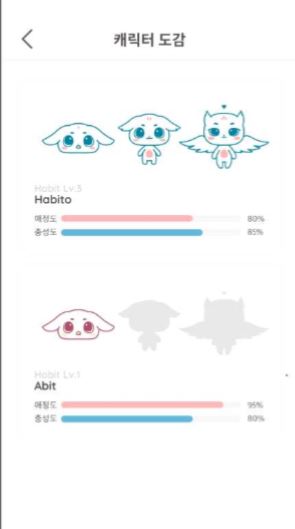 캐릭터 도감
Habit Lv.3
Habito
애정도 80%
충성도 85%
Habit Lv.1
Abit
애정도 95%
충성도 80%